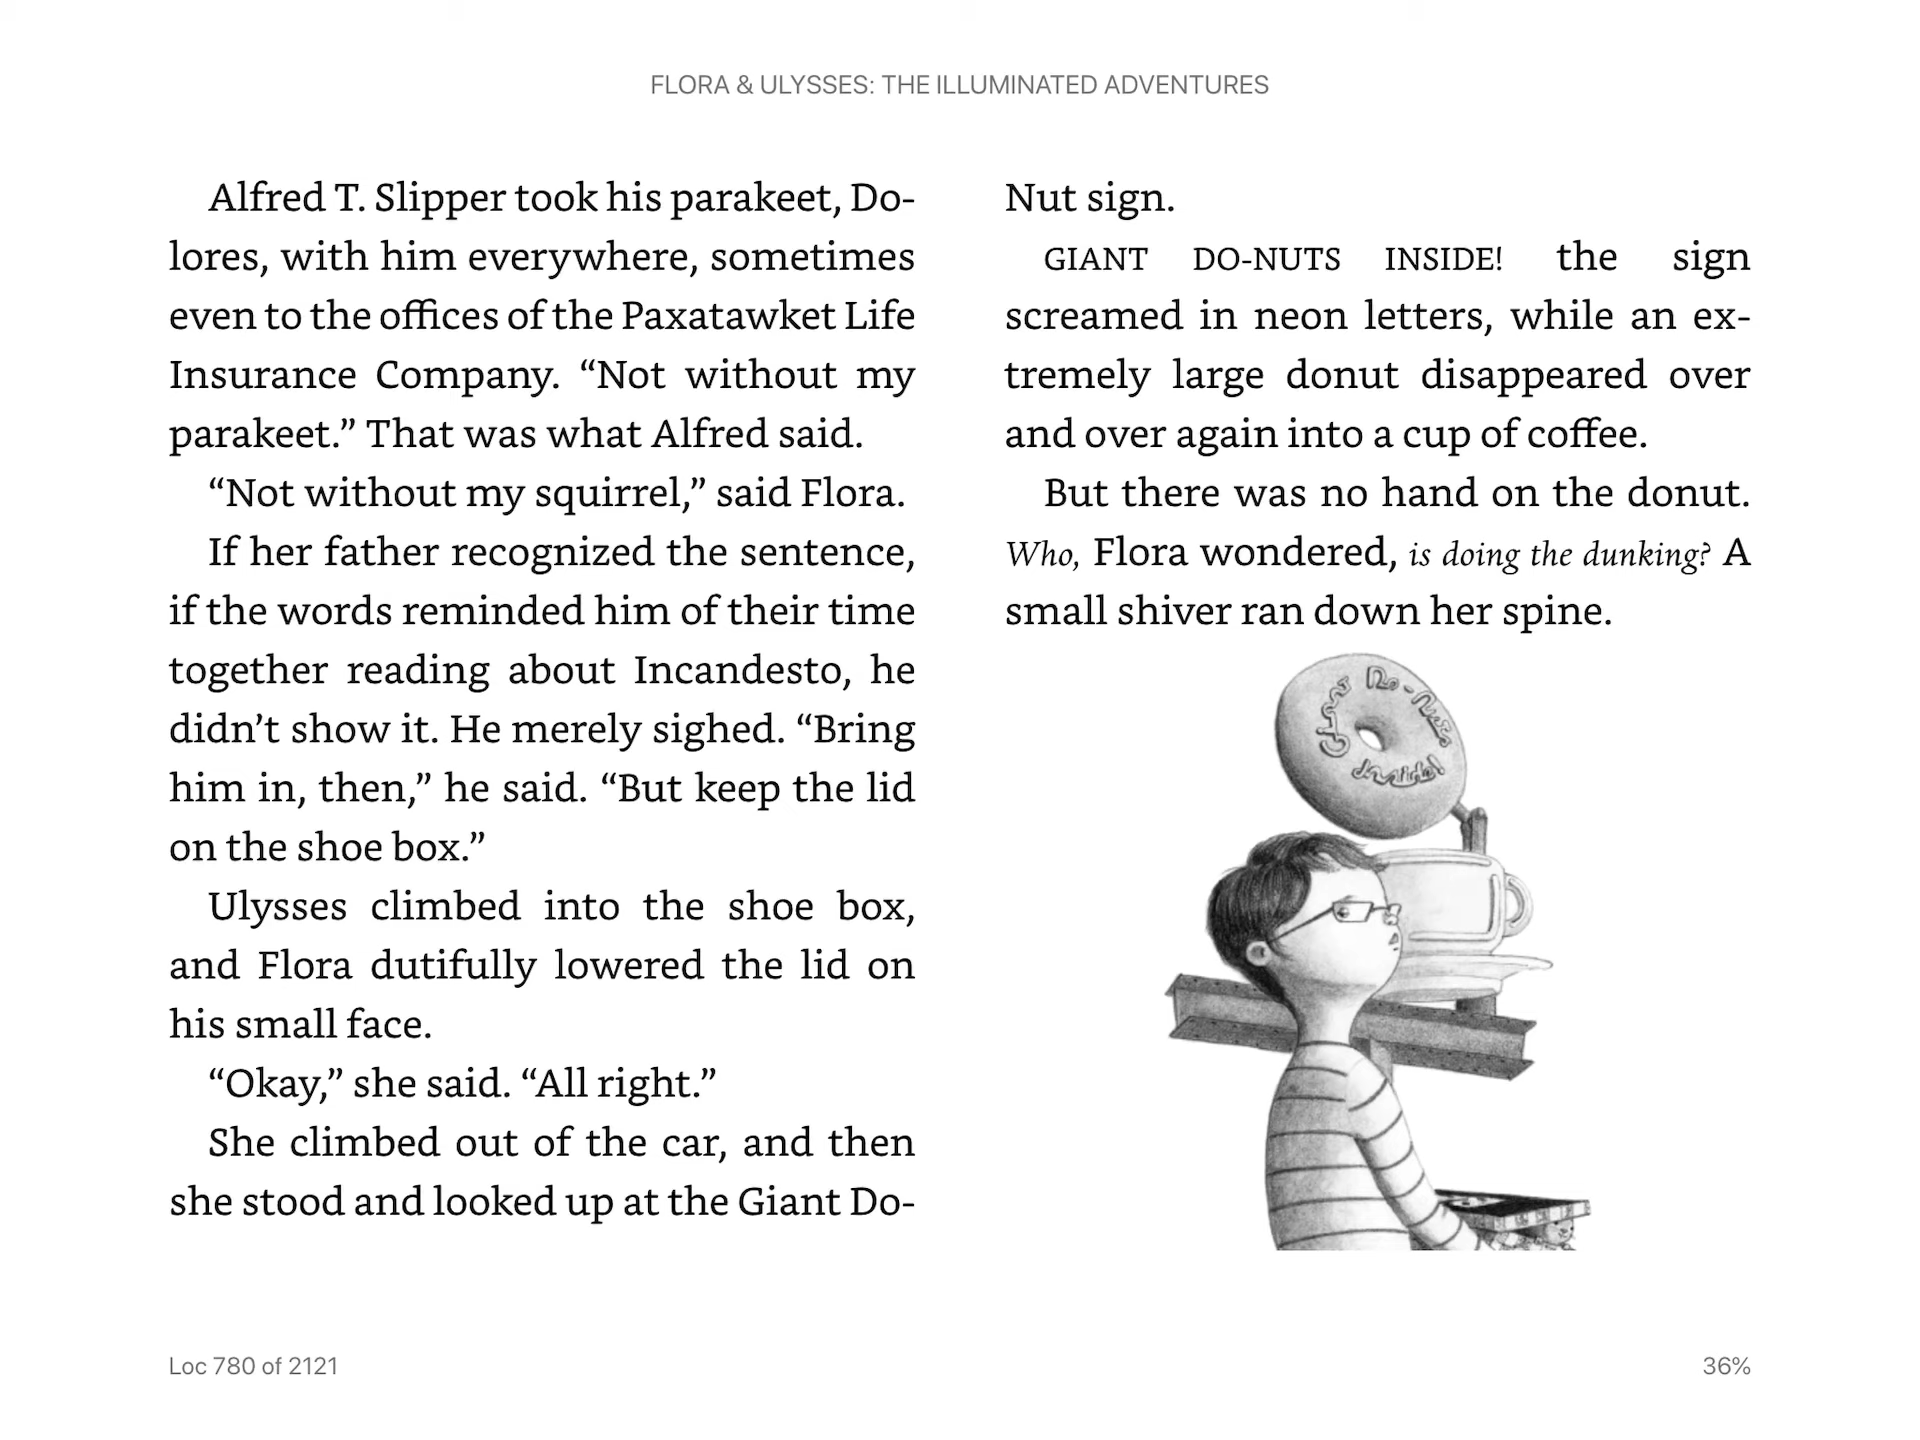 FLORA & ULYSSES: THE ILLUMINATED ADVENTURES
Alfred T. Slipper took his parakeet, Do-
lores, with him everywhere, sometimes
even to the offices of the Paxatawket Life
Insurance Company. “Not without my
parakeet.” That was what Alfred said.
“Not without my squirrel,” said Flora.
If her father recognized the sentence,
if the words reminded him of their time
together reading about Incandesto, he
didn’t show it. He merely sighed. “Bring
him in, then,” he said. “But keep the lid
on the shoe box.”
Ulysses climbed into the shoe box,
and Flora dutifully lowered the lid on
his small face.
“Okay,” she said. “All right.”
She climbed out of the car, and then
she stood and looked up at the Giant Do-
Nut sign.
GIANT DO-NUTS INSIDE! the sign
screamed in neon letters, while an ex-
tremely large donut disappeared over
and over again into a cup of coffee.
But there was no hand on the donut.
Who, Flora wondered, is doing the dunking? A
small shiver ran down her spine.
Giant Do-Nuts
Inside!
Loc 780 of 2121
36%